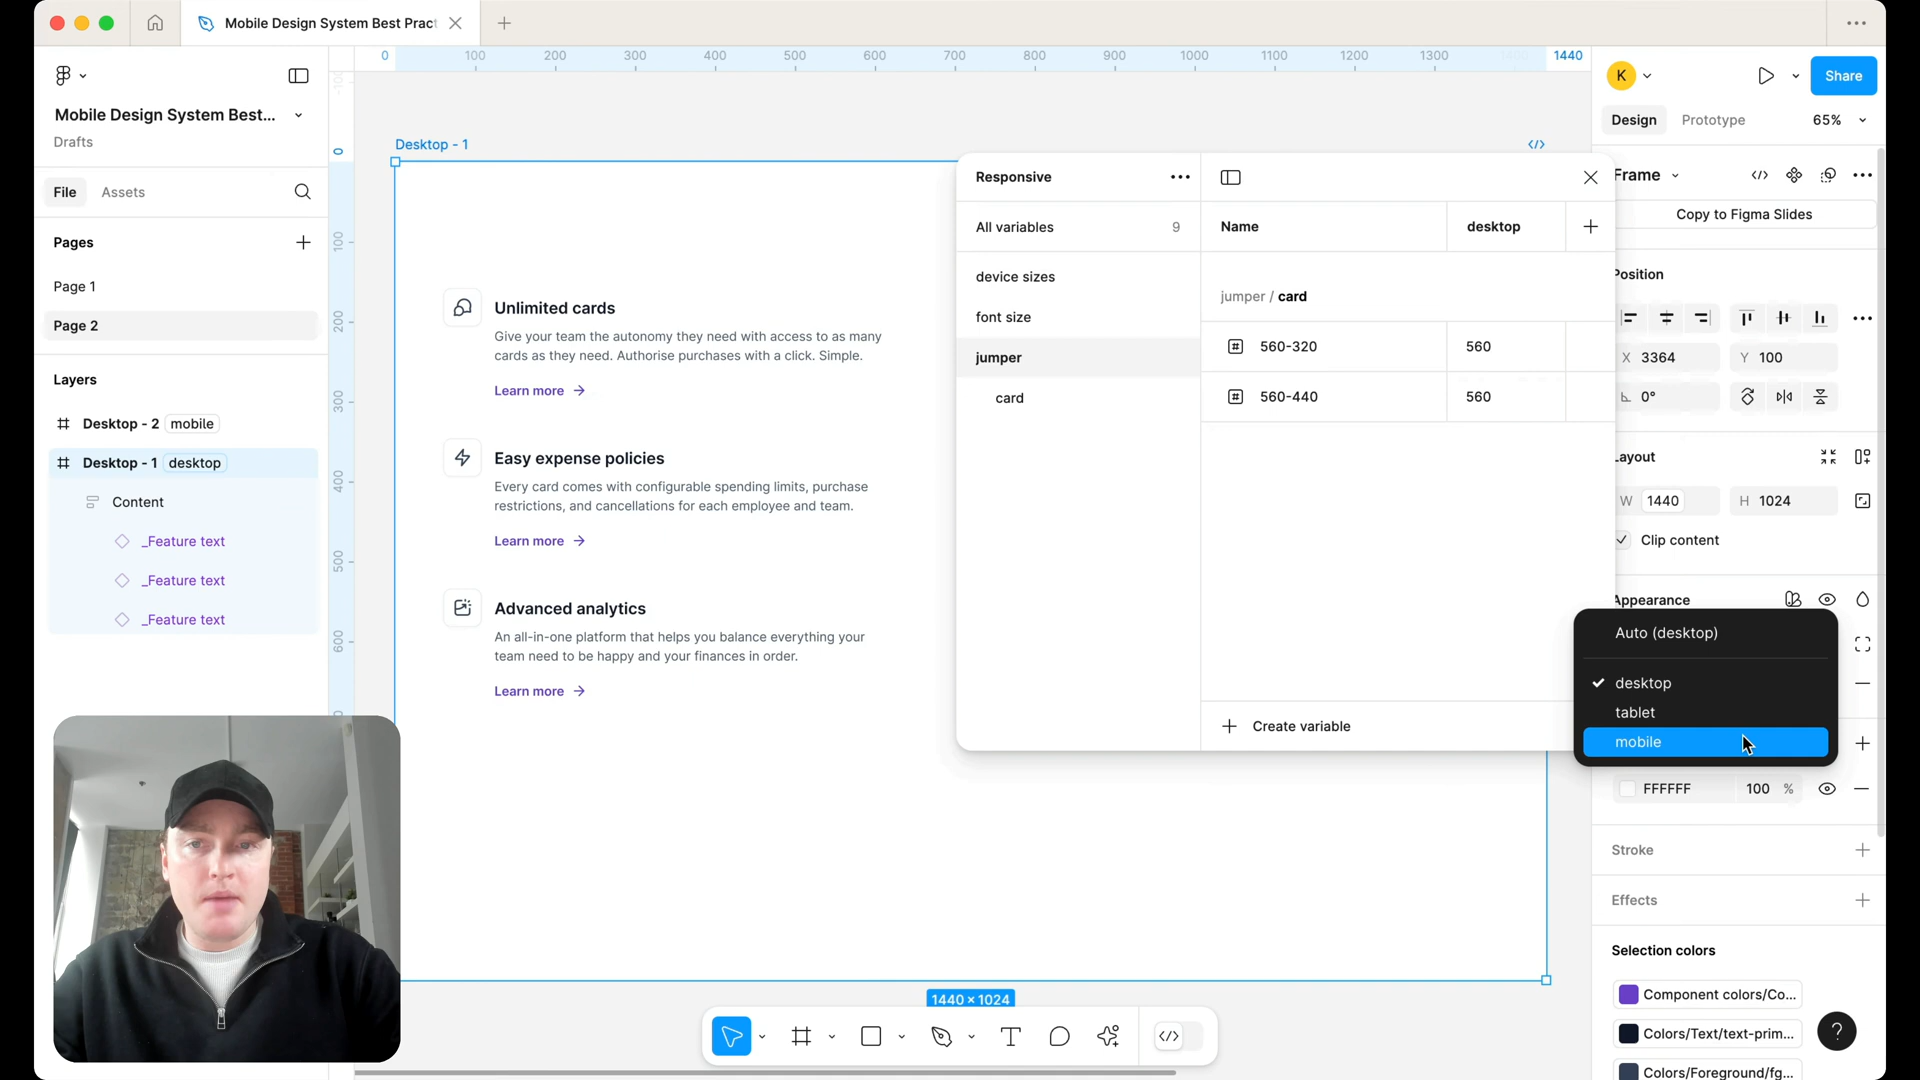 Mobile Design System Best Pract
0 100 200 300 400 500 600 700 800 900 1000 1100 1200 1300 1440
K
Share
Mobile Design System Best...
Drafts
Design Prototype 65%
Desktop - 1
File Assets
Pages
Page 1
Page 2
Layers
Desktop - 2 mobile
Desktop - 1 desktop
Content
_Feature text
_Feature text
_Feature text
0
100
200
300
400
500
600
Unlimited cards
Give your team the autonomy they need with access to as many
cards as they need. Authorise purchases with a click. Simple.
Learn more
Easy expense policies
Every card comes with configurable spending limits, purchase
restrictions, and cancellations for each employee and team.
Learn more
Advanced analytics
An all-in-one platform that helps you balance everything your
team need to be happy and your finances in order.
Learn more
1440 × 1024
Responsive
All variables 9
device sizes
font size
jumper
card
Name desktop
jumper / card
560-320 560
560-440 560
Create variable
Frame
Copy to Figma Slides
Position
X 3364 Y 100
0°
Layout
W 1440 H 1024
Clip content
Appearance
Auto (desktop)
desktop
tablet
mobile
FFFFFF 100 %
Stroke
Effects
Selection colors
Component colors/Co...
Colors/Text/text-prim...
Colors/Foreground/fg...
?